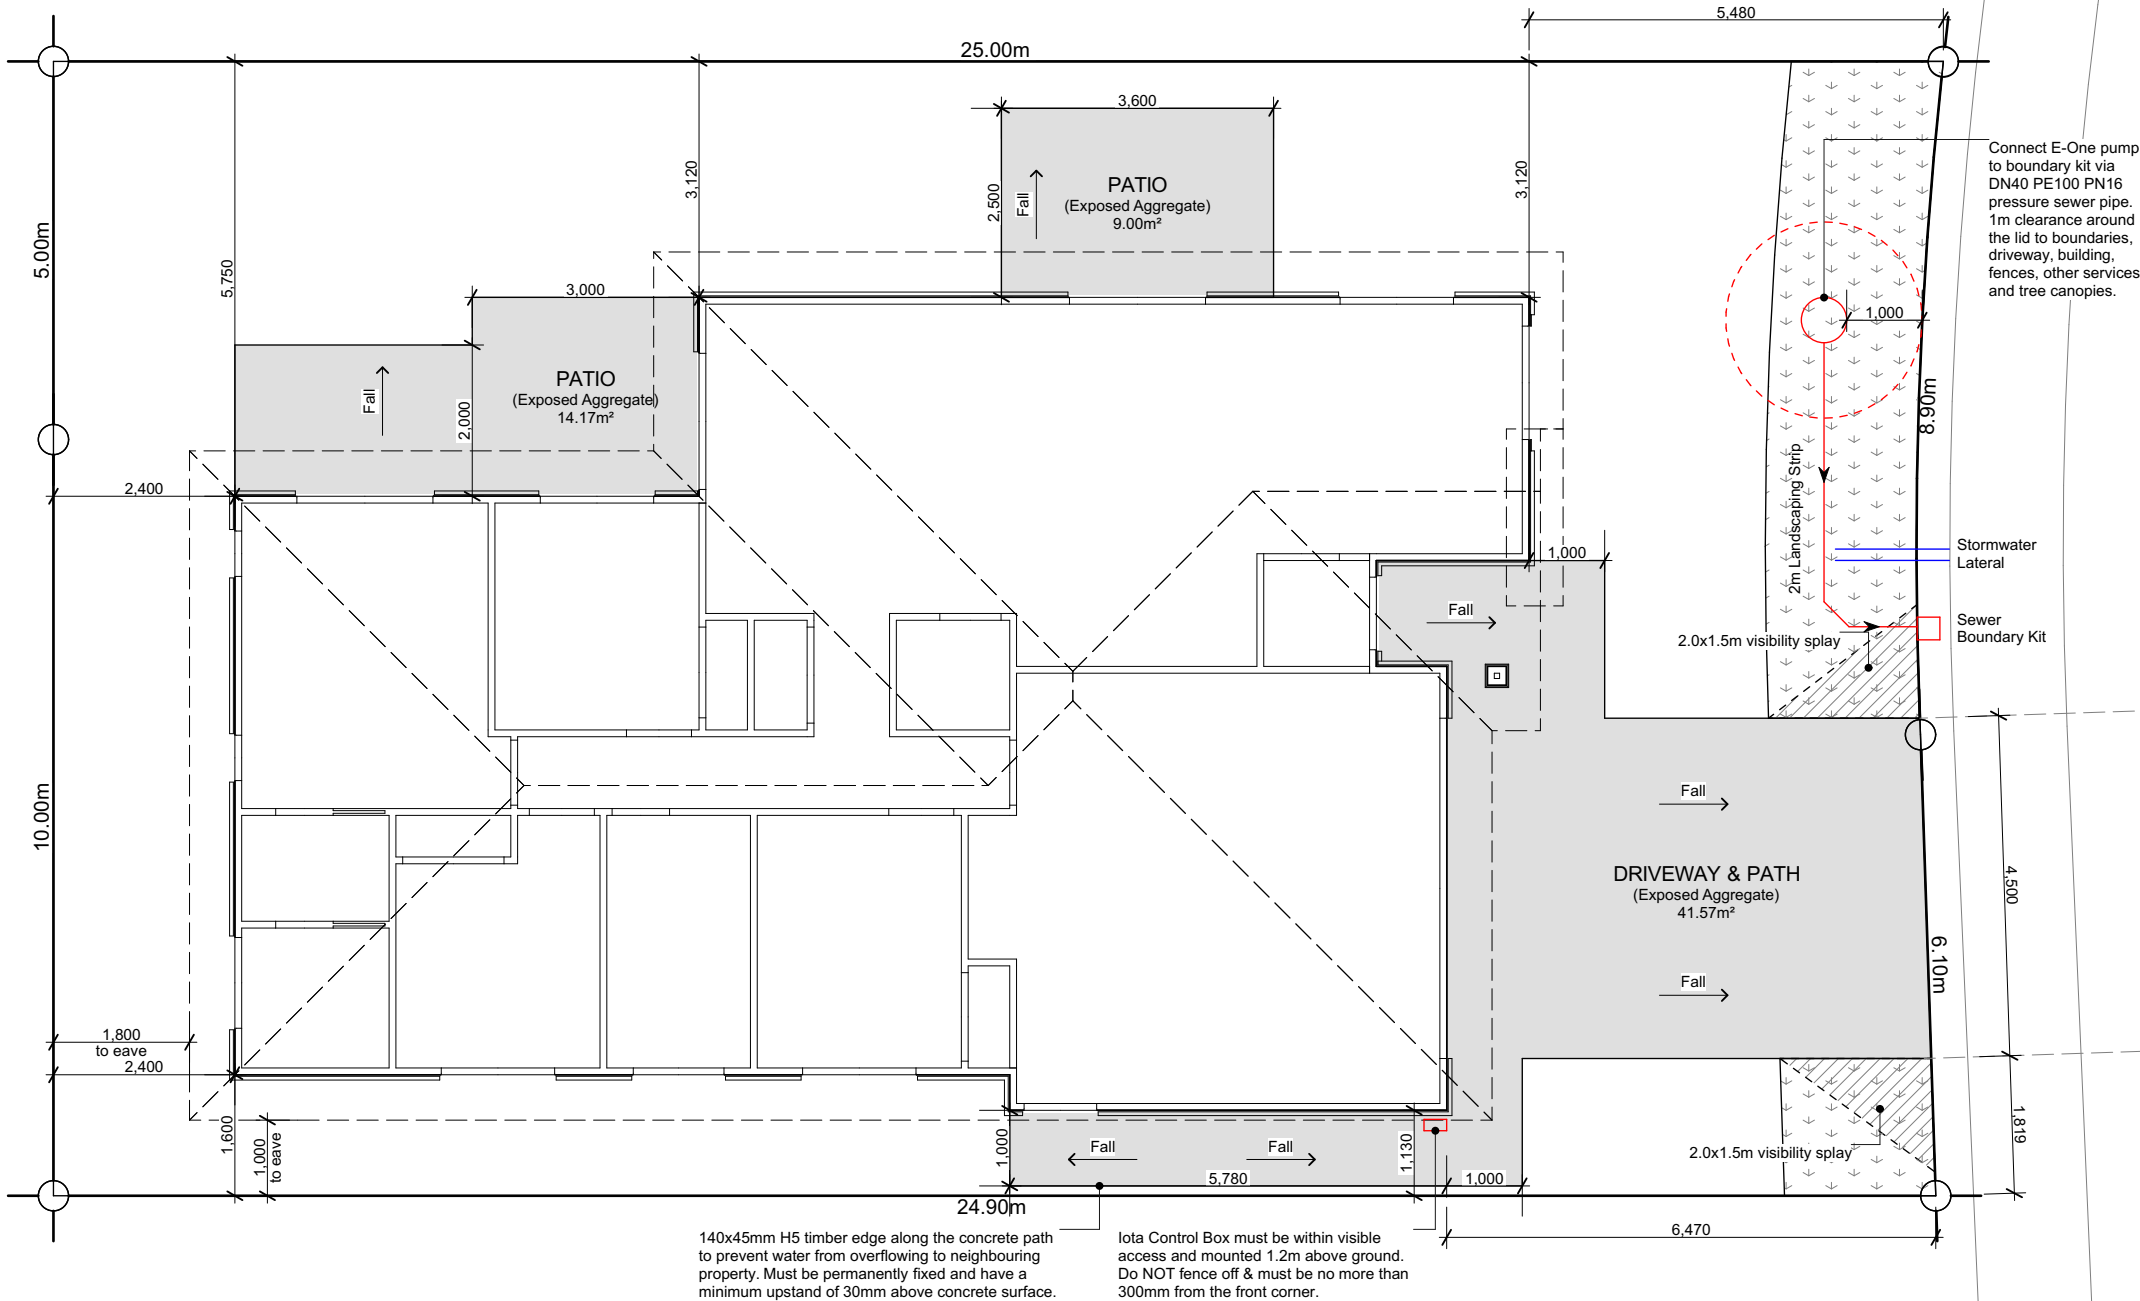 5,480
25.00m
3,600
Connect E-One pump
to boundary kit via
DN40 PE100 PN16
pressure sewer pipe.
1m clearance around
the lid to boundaries,
driveway, building,
fences, other services
and tree canopies.
3,120
2,500
Fall
PATIO
(Exposed Aggregate)
9.00m²
3,120
5.00m
5,750
3,000
1,000
Fall
2,000
PATIO
(Exposed Aggregate)
14.17m²
8.90m
2,400
2m Landscaping Strip
1,000
Stormwater
Lateral
Fall
2.0x1.5m visibility splay
Sewer
Boundary Kit
10.00m
Fall
DRIVEWAY & PATH
(Exposed Aggregate)
41.57m²
4,500
6.10m
Fall
1,800
to eave
2,400
1,600
1,000
to eave
1,000
Fall
Fall
1,130
5,780
1,000
2.0x1.5m visibility splay
1,819
24.90m
6,470
140x45mm H5 timber edge along the concrete path
to prevent water from overflowing to neighbouring
property. Must be permanently fixed and have a
minimum upstand of 30mm above concrete surface.
Iota Control Box must be within visible
access and mounted 1.2m above ground.
Do NOT fence off & must be no more than
300mm from the front corner.